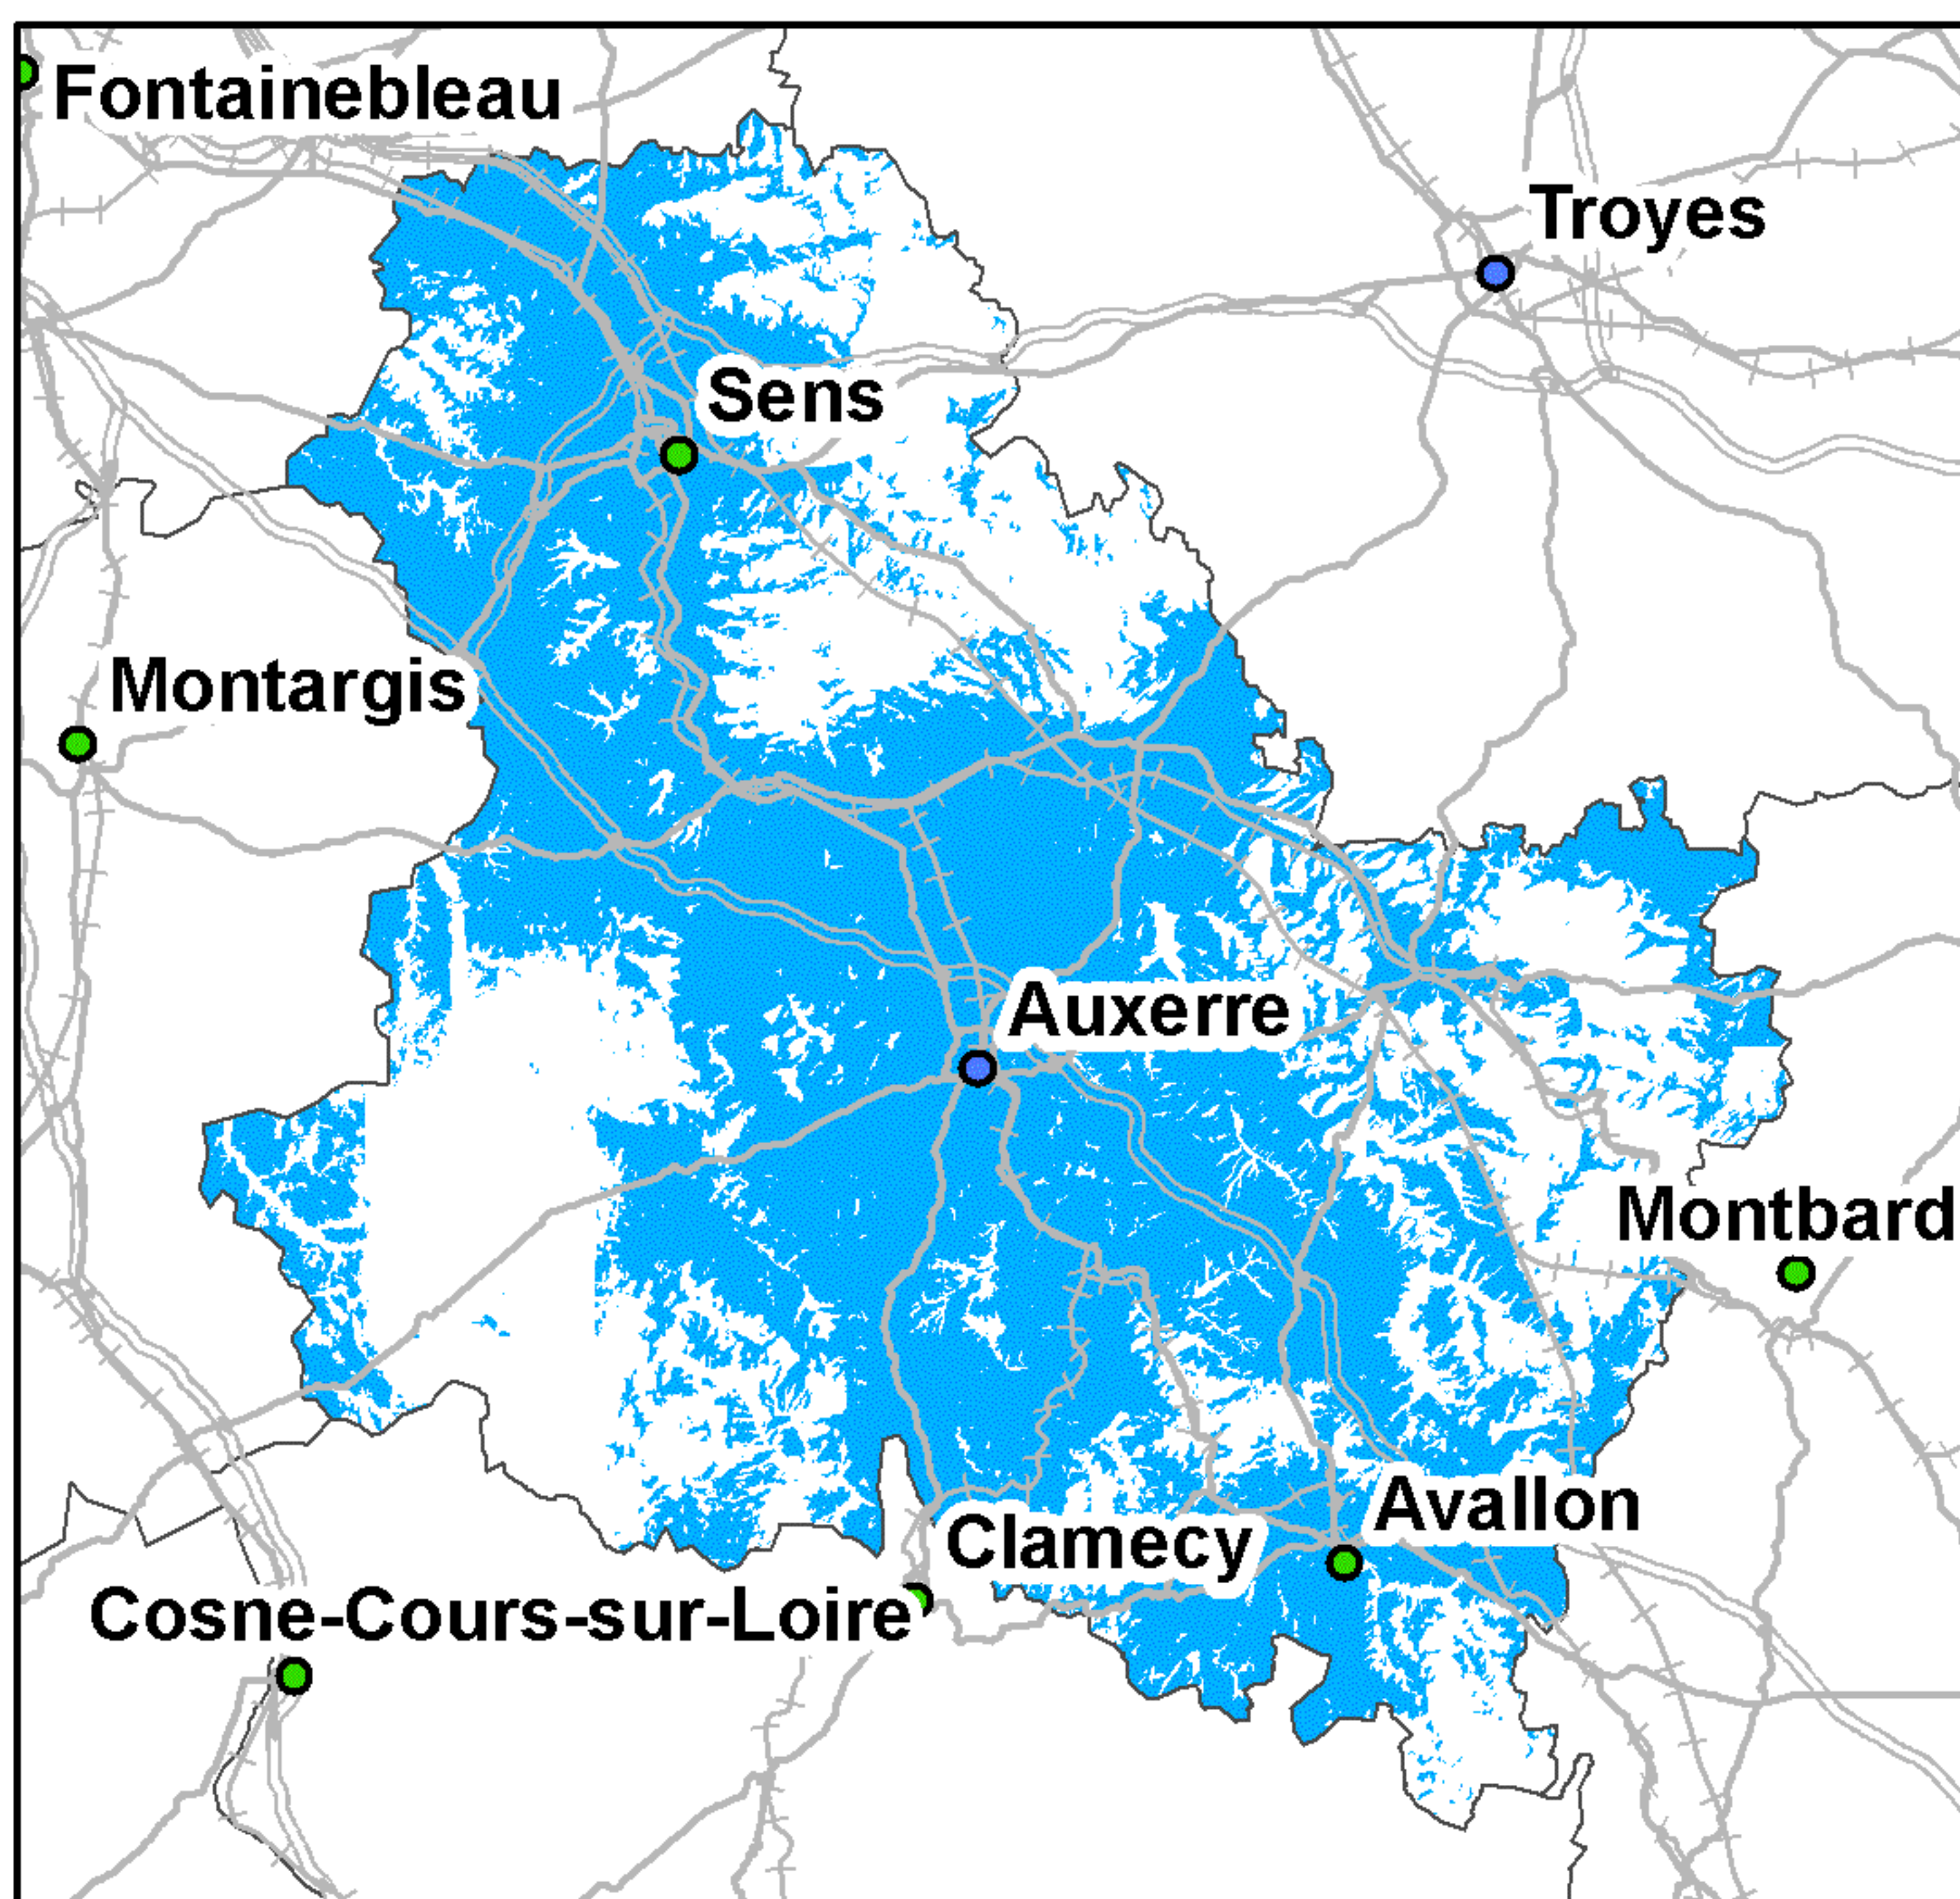 Fontainebleau
Troyes
Sens
Montargis
Auxerre
Montbard
Avallon
Clamecy
Cosne-Cours-sur-Loire